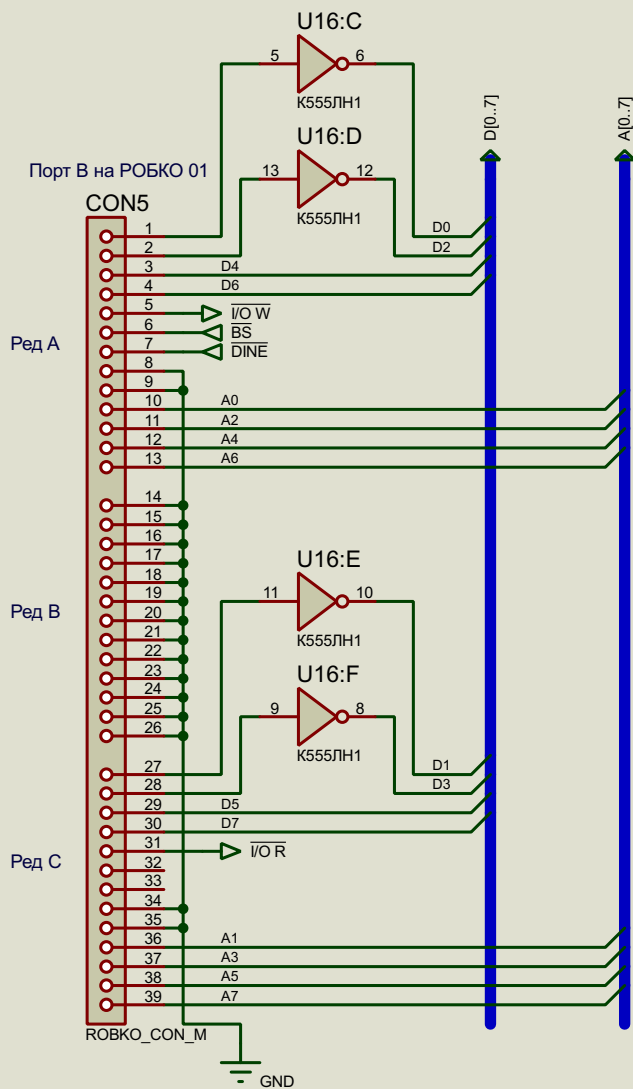 U16:C
5
6
К555ЛН1
U16:D
13
12
К555ЛН1
D[0..7]
A[0..7]
Порт В на РОБКО 01
CON5
1
D0
2
D2
3
D4
4
D6
5
I/O W
Ред А
6
BS
7
DINE
8
9
10
A0
11
A2
12
A4
13
A6
14
15
16
17
18
U16:E
11
10
К555ЛН1
19
Ред В
20
21
22
23
U16:F
9
8
К555ЛН1
24
25
26
27
D1
28
D3
29
D5
30
D7
31
I/O R
Ред С
32
33
34
35
36
A1
37
A3
38
A5
39
A7
ROBKO_CON_M
GND